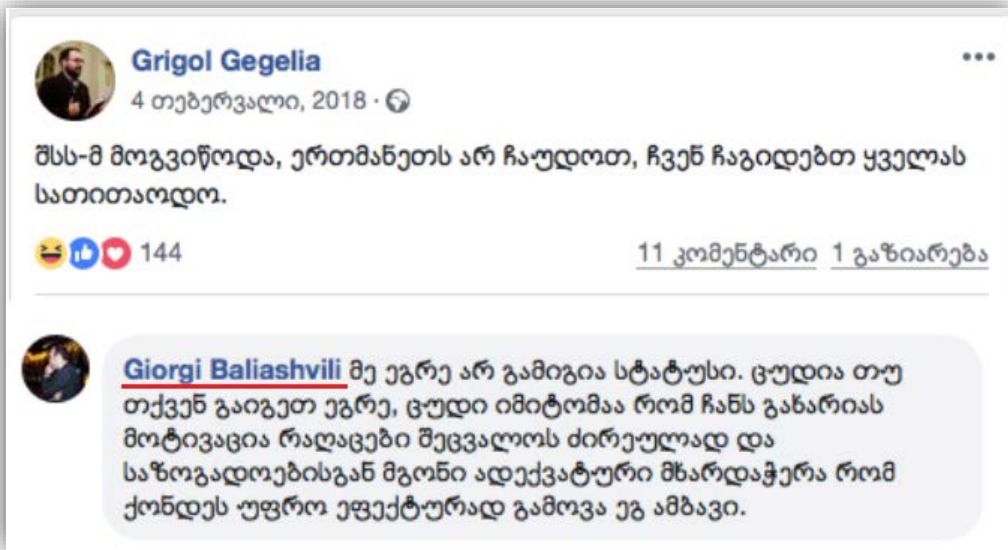 Grigol Gegelia
4 თებერვალი, 2018 ·
შსს-მ მოგვიწოდა, ერთმანეთს არ ჩაუდოთ, ჩვენ ჩაგიდებთ ყველას
სათითაოდო.
144
11 კომენტარი 1 გაზიარება
Giorgi Baliashvili მე ეგრე არ გამიგია სტატუსი. ცუდია თუ
თქვენ გაიგეთ ეგრე, ცუდი იმიტომაა რომ ჩანს გახარიას
მოტივაცია რაღაცები შეცვალოს ძირეულად და
საზოგადოებისგან მგონი ადექვატური მხარდაჭერა რომ
ქონდეს უფრო ეფექტურად გამოვა ეგ ამბავი.